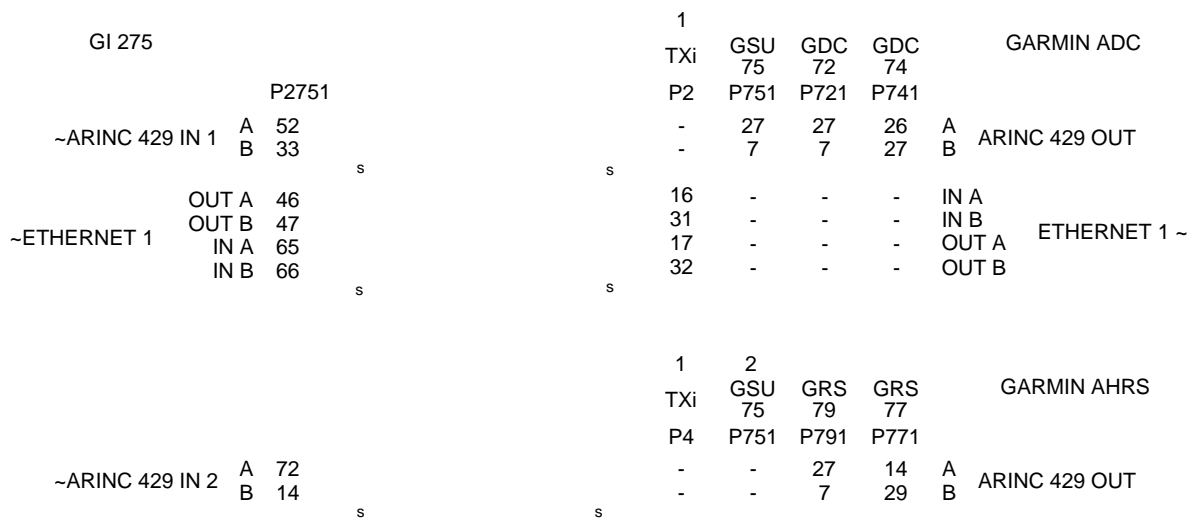 1
GI 275 TXi GSU 75 GDC 72 GDC 74 GARMIN ADC
P2751 P2 P751 P721 P741
~ARINC 429 IN 1 A 52 - 27 27 26 A ARINC 429 OUT
B 33 - 7 7 27 B
s s
OUT A 46 16 - - - IN A
OUT B 47 31 - - - IN B
~ETHERNET 1 IN A 65 17 - - - OUT A ETHERNET 1 ~
IN B 66 32 - - - OUT B
s s
1 2
TXi GSU 75 GRS 79 GRS 77 GARMIN AHRS
P4 P751 P791 P771
~ARINC 429 IN 2 A 72 - - 27 14 A ARINC 429 OUT
B 14 - - 7 29 B
s s